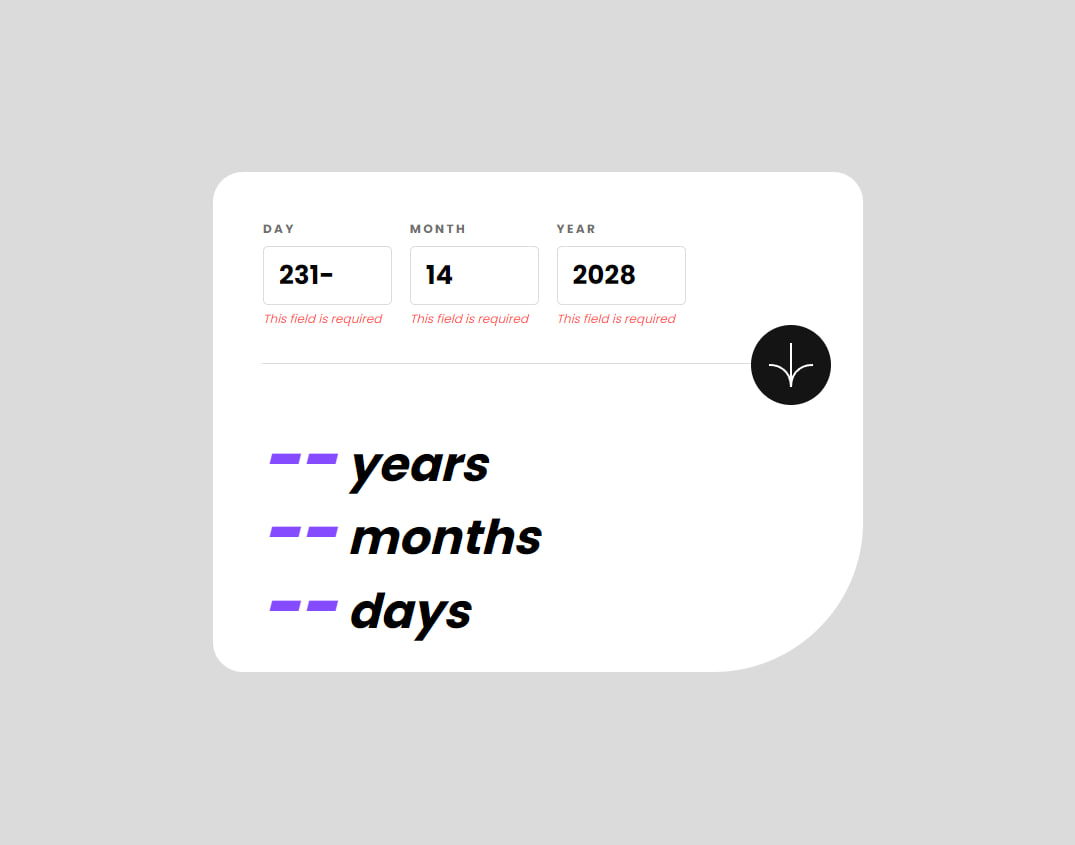 DAY MONTH YEAR
231- 14 2028
This field is required This field is required This field is required
-- years
-- months
-- days